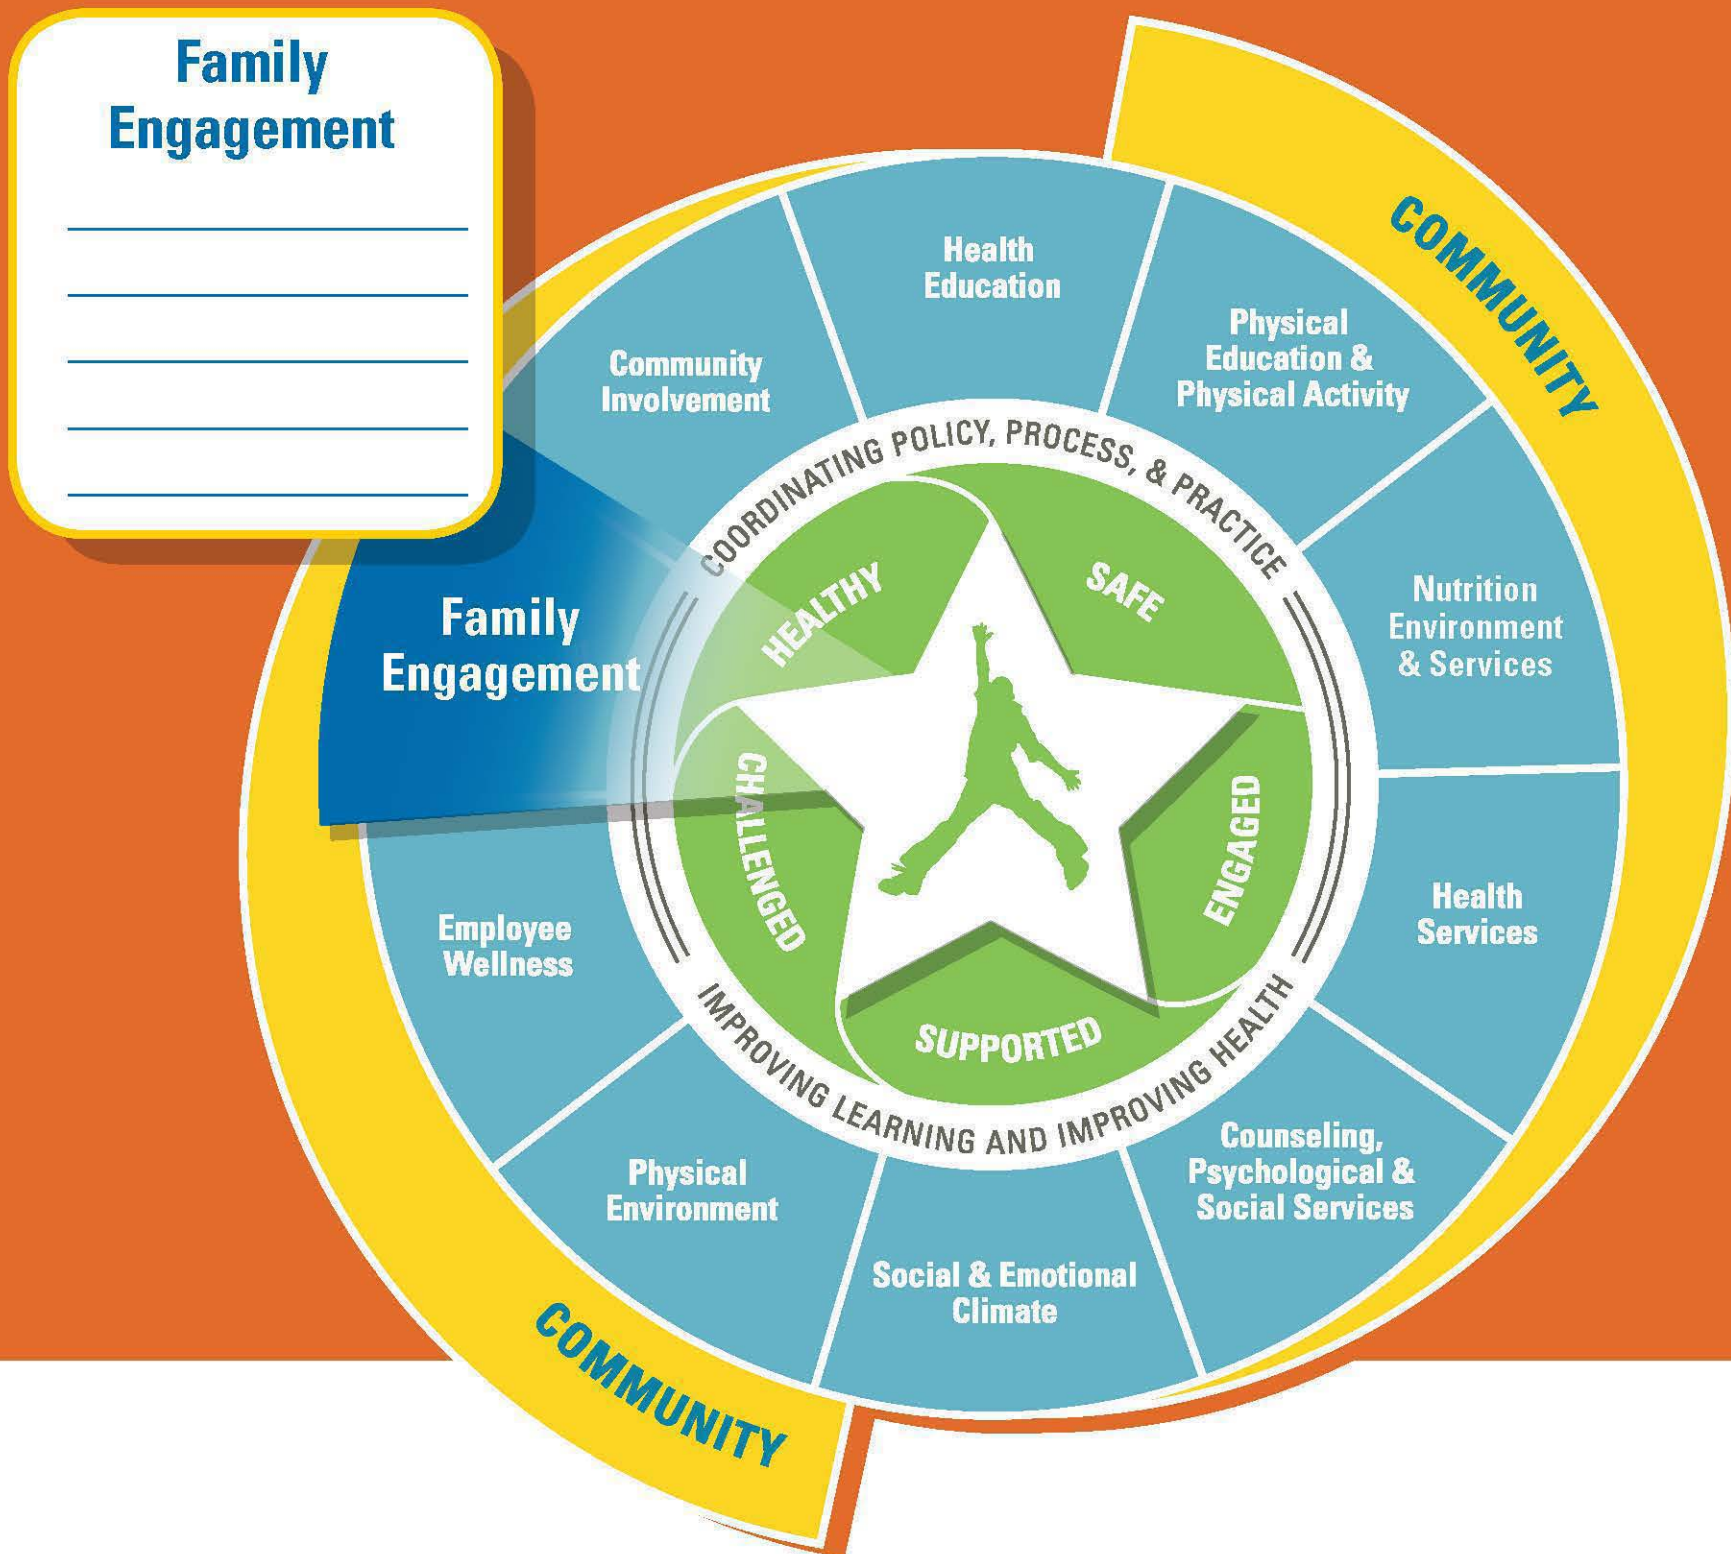 Family
Engagement
COMMUNITY
Health
Education
Physical
Education &
Physical Activity
Nutrition
Environment
& Services
Health
Services
Counseling,
Psychological &
Social Services
Social & Emotional
Climate
Physical
Environment
Employee
Wellness
Family
Engagement
Community
Involvement
COORDINATING POLICY, PROCESS, & PRACTICE
IMPROVING LEARNING AND IMPROVING HEALTH
HEALTHY
SAFE
ENGAGED
SUPPORTED
CHALLENGED
COMMUNITY